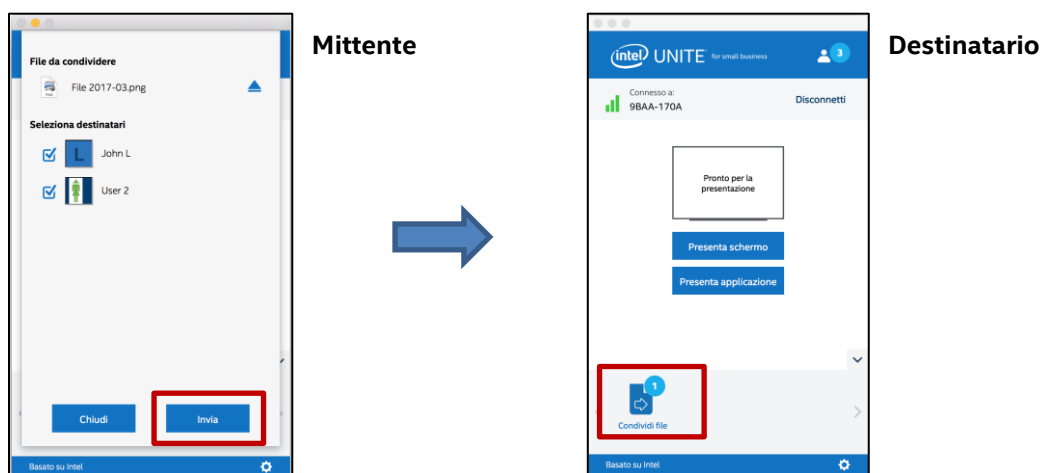 File da condividere
File 2017-03.png
Seleziona destinatari
L
John L
User 2
Chiudi
Invia
Basato su Intel
Mittente
intel UNITE for small business
3
Connesso a:
9BAA-170A
Disconnetti
Pronto per la
presentazione
Presenta schermo
Presenta applicazione
1
Condividi file
Basato su Intel
Destinatario